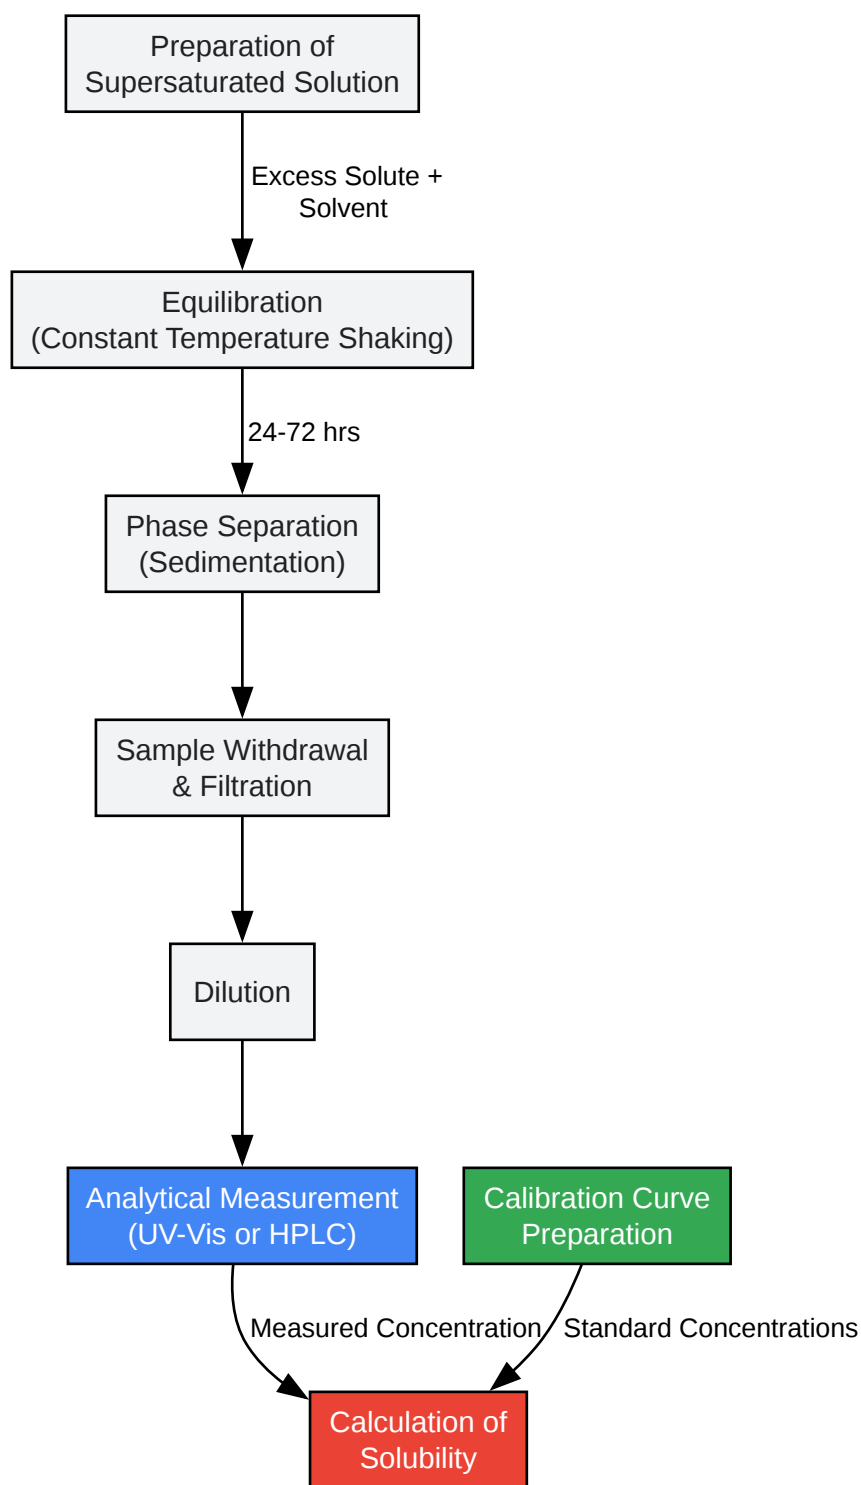 Preparation of
Supersaturated Solution
Excess Solute +
Solvent
Equilibration
(Constant Temperature Shaking)
24-72 hrs
Phase Separation
(Sedimentation)
Sample Withdrawal
& Filtration
Dilution
Analytical Measurement
(UV-Vis or HPLC)
Calibration Curve
Preparation
Measured Concentration
Standard Concentrations
Calculation of
Solubility